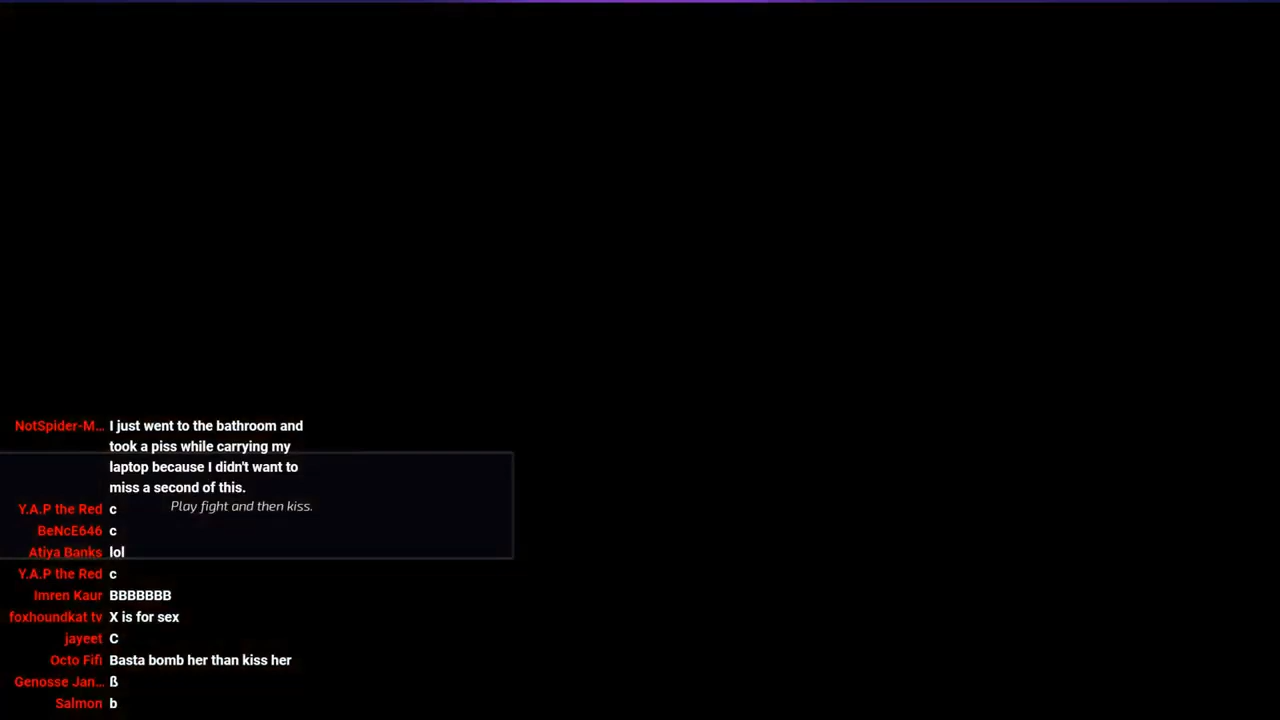 NotSpider-M... I just went to the bathroom and
took a piss while carrying my
laptop because I didn't want to
miss a second of this.
Play fight and then kiss.
Y.A.P the Red c
BeNcE646 c
Atiya Banks lol
Y.A.P the Red c
Imren Kaur BBBBBBB
foxhoundkat tv X is for sex
jayeet C
Octo Fifi Basta bomb her than kiss her
Genosse Jan... ß
Salmon b